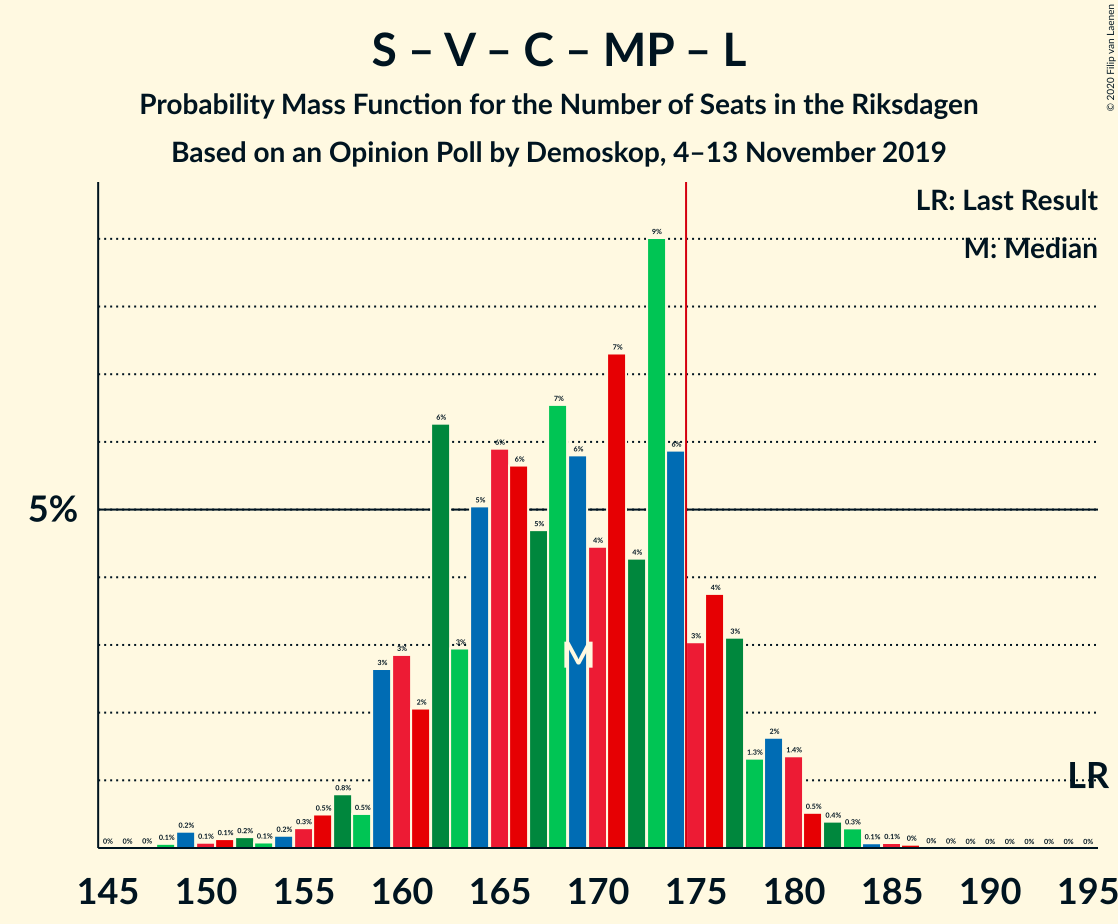 S – V – C – MP – L
Probability Mass Function for the Number of Seats in the Riksdagen
Based on an Opinion Poll by Demoskop, 4–13 November 2019
© 2020 Filip van Laenen
LR: Last Result
M: Median
5%
0% 0% 0% 0.1% 0.2% 0.1% 0.1% 0.2% 0.1% 0.2% 0.3% 0.5% 0.8% 0.5% 3% 3% 2% 6% 3% 5% 6% 6% 5% 7% 6% 4% 7% 4% 9% 6% 3% 4% 3% 1.3% 2% 1.4% 0.5% 0.4% 0.3% 0.1% 0.1% 0% 0% 0% 0% 0% 0% 0% 0% 0% 0%
M
LR
145 150 155 160 165 170 175 180 185 190 195